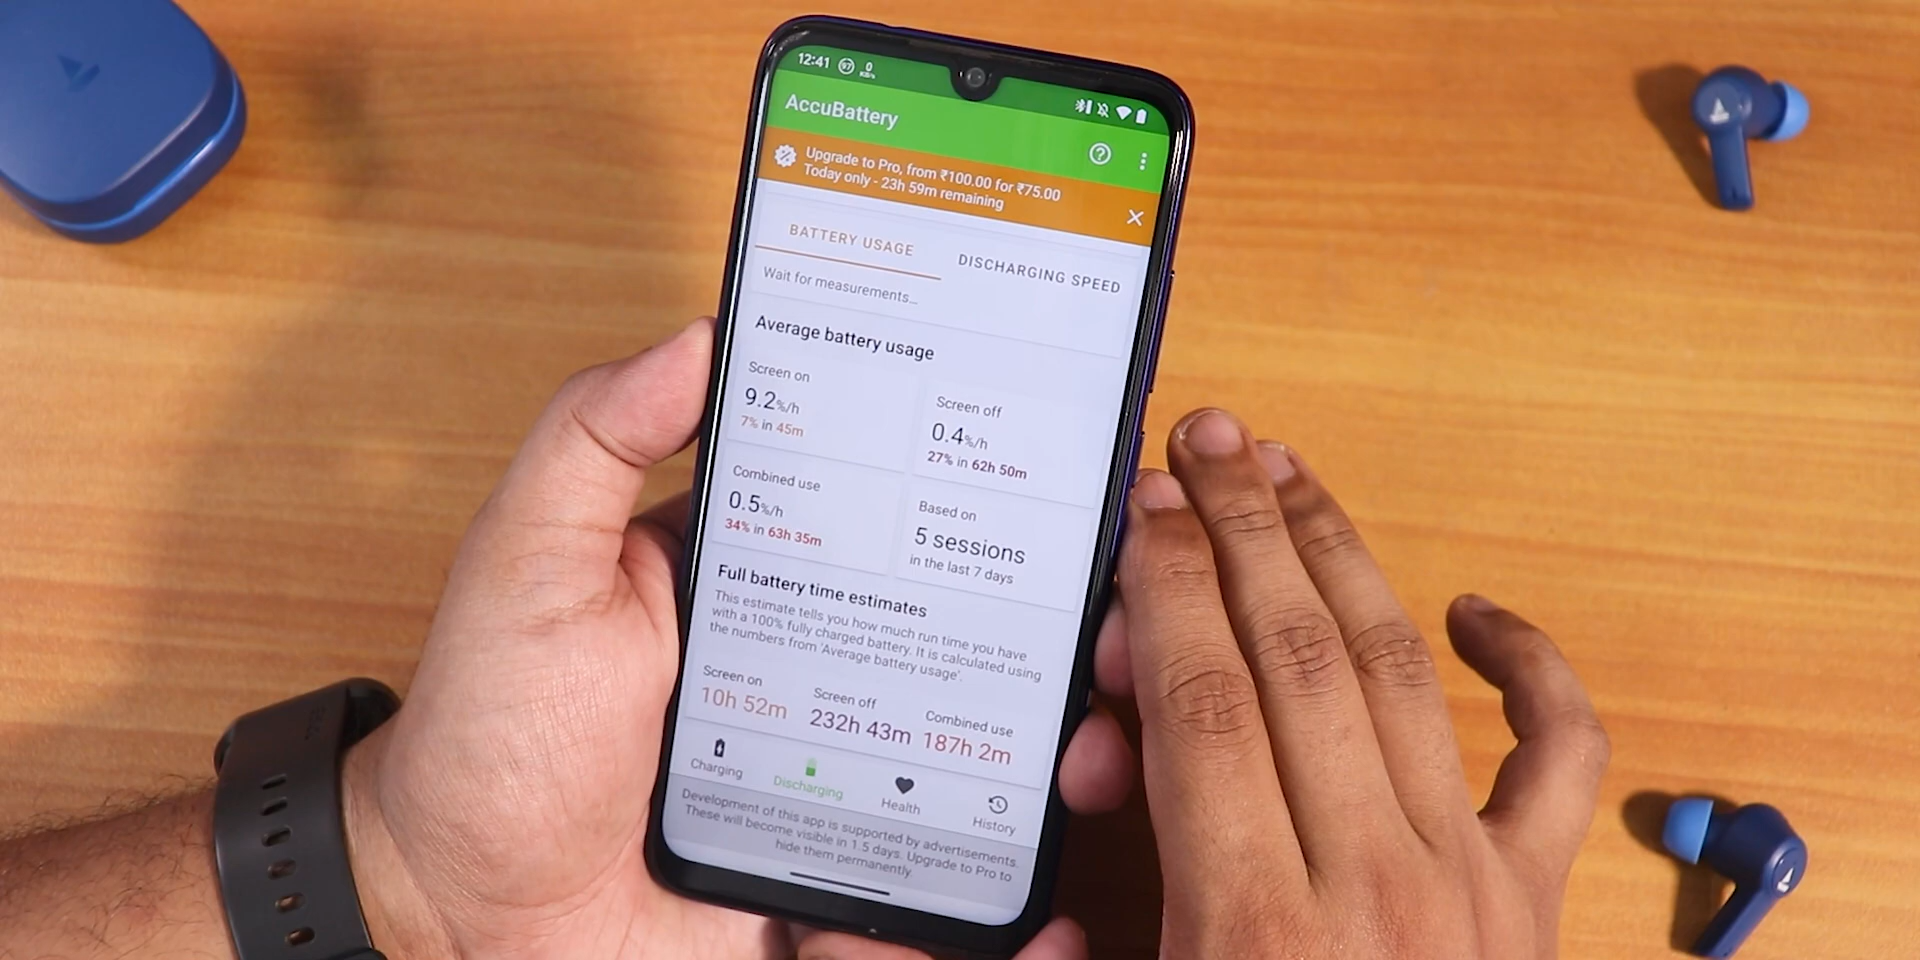 12:41 97 0 KB/s
AccuBattery
Upgrade to Pro, from ₹100.00 for ₹75.00
Today only - 23h 59m remaining
BATTERY USAGE
DISCHARGING SPEED
Wait for measurements...
Average battery usage
Screen on
9.2%/h
7% in 45m
Screen off
0.4%/h
27% in 62h 50m
Combined use
0.5%/h
34% in 63h 35m
Based on
5 sessions
in the last 7 days
Full battery time estimates
This estimate tells you how much run time you have
with a 100% fully charged battery. It is calculated using
the numbers from 'Average battery usage'.
Screen on
10h 52m
Screen off
232h 43m
Combined use
187h 2m
Charging
Discharging
Health
History
Development of this app is supported by advertisements.
These will become visible in 1.5 days. Upgrade to Pro to
hide them permanently.